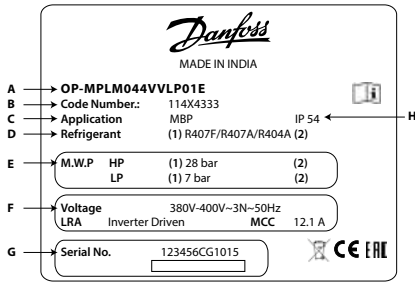 Danfoss
MADE IN INDIA
A OP-MPLM044VVLP01E
B Code Number.: 114X4333
C Application MBP IP 54 H
D Refrigerant (1) R407F/R407A/R404A (2)
E M.W.P HP (1) 28 bar (2)
LP (1) 7 bar (2)
F Voltage 380V-400V~3N~50Hz
LRA Inverter Driven MCC 12.1 A
G Serial No. 123456CG1015
CE EAC